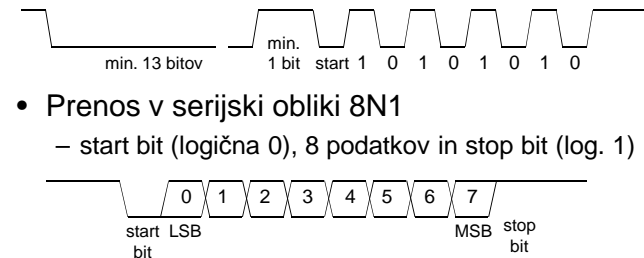 min. 13 bitov
min.
1 bit start 1 0 1 0 1 0 1 0
• Prenos v serijski obliki 8N1
– start bit (logična 0), 8 podatkov in stop bit (log. 1)
0 1 2 3 4 5 6 7
start LSB MSB stop
bit bit